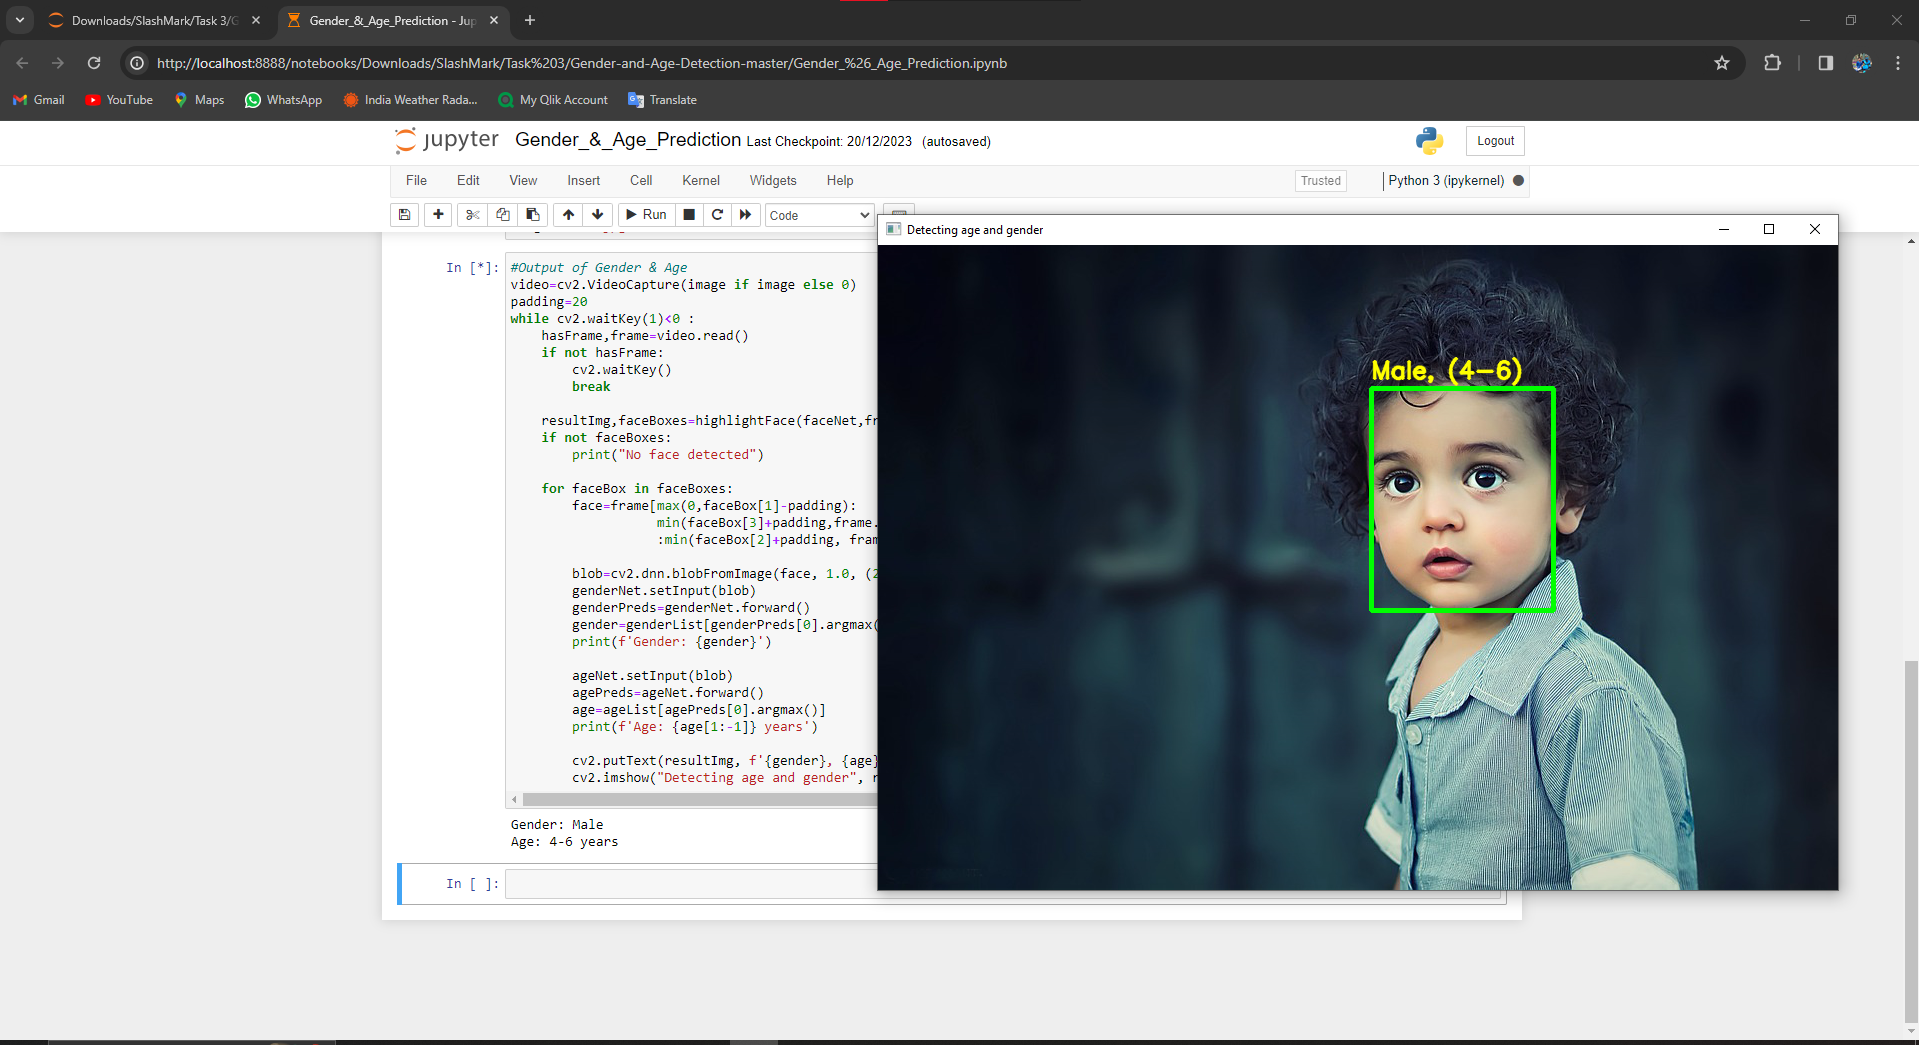 Downloads/SlashMark/Task 3/G
Gender_&_Age_Prediction - Jup
http://localhost:8888/notebooks/Downloads/SlashMark/Task%203/Gender-and-Age-Detection-master/Gender_%26_Age_Prediction.ipynb
Gmail YouTube Maps WhatsApp India Weather Rada... My Qlik Account Translate
jupyter Gender_&_Age_Prediction Last Checkpoint: 20/12/2023 (autosaved) Logout
File Edit View Insert Cell Kernel Widgets Help Trusted Python 3 (ipykernel)
Run Code
In [*]:
#Output of Gender & Age
video=cv2.VideoCapture(image if image else 0)
padding=20
while cv2.waitKey(1)<0 :
    hasFrame,frame=video.read()
    if not hasFrame:
        cv2.waitKey()
        break
    resultImg,faceBoxes=highlightFace(faceNet,fr
    if not faceBoxes:
        print("No face detected")
    for faceBox in faceBoxes:
        face=frame[max(0,faceBox[1]-padding):
                   min(faceBox[3]+padding,frame.
                   :min(faceBox[2]+padding, fram
        blob=cv2.dnn.blobFromImage(face, 1.0, (2
        genderNet.setInput(blob)
        genderPreds=genderNet.forward()
        gender=genderList[genderPreds[0].argmax(
        print(f'Gender: {gender}')
        ageNet.setInput(blob)
        agePreds=ageNet.forward()
        age=ageList[agePreds[0].argmax()]
        print(f'Age: {age[1:-1]} years')
        cv2.putText(resultImg, f'{gender}, {age}
        cv2.imshow("Detecting age and gender", r
Gender: Male
Age: 4-6 years
In [ ]:
Detecting age and gender
Male, (4-6)